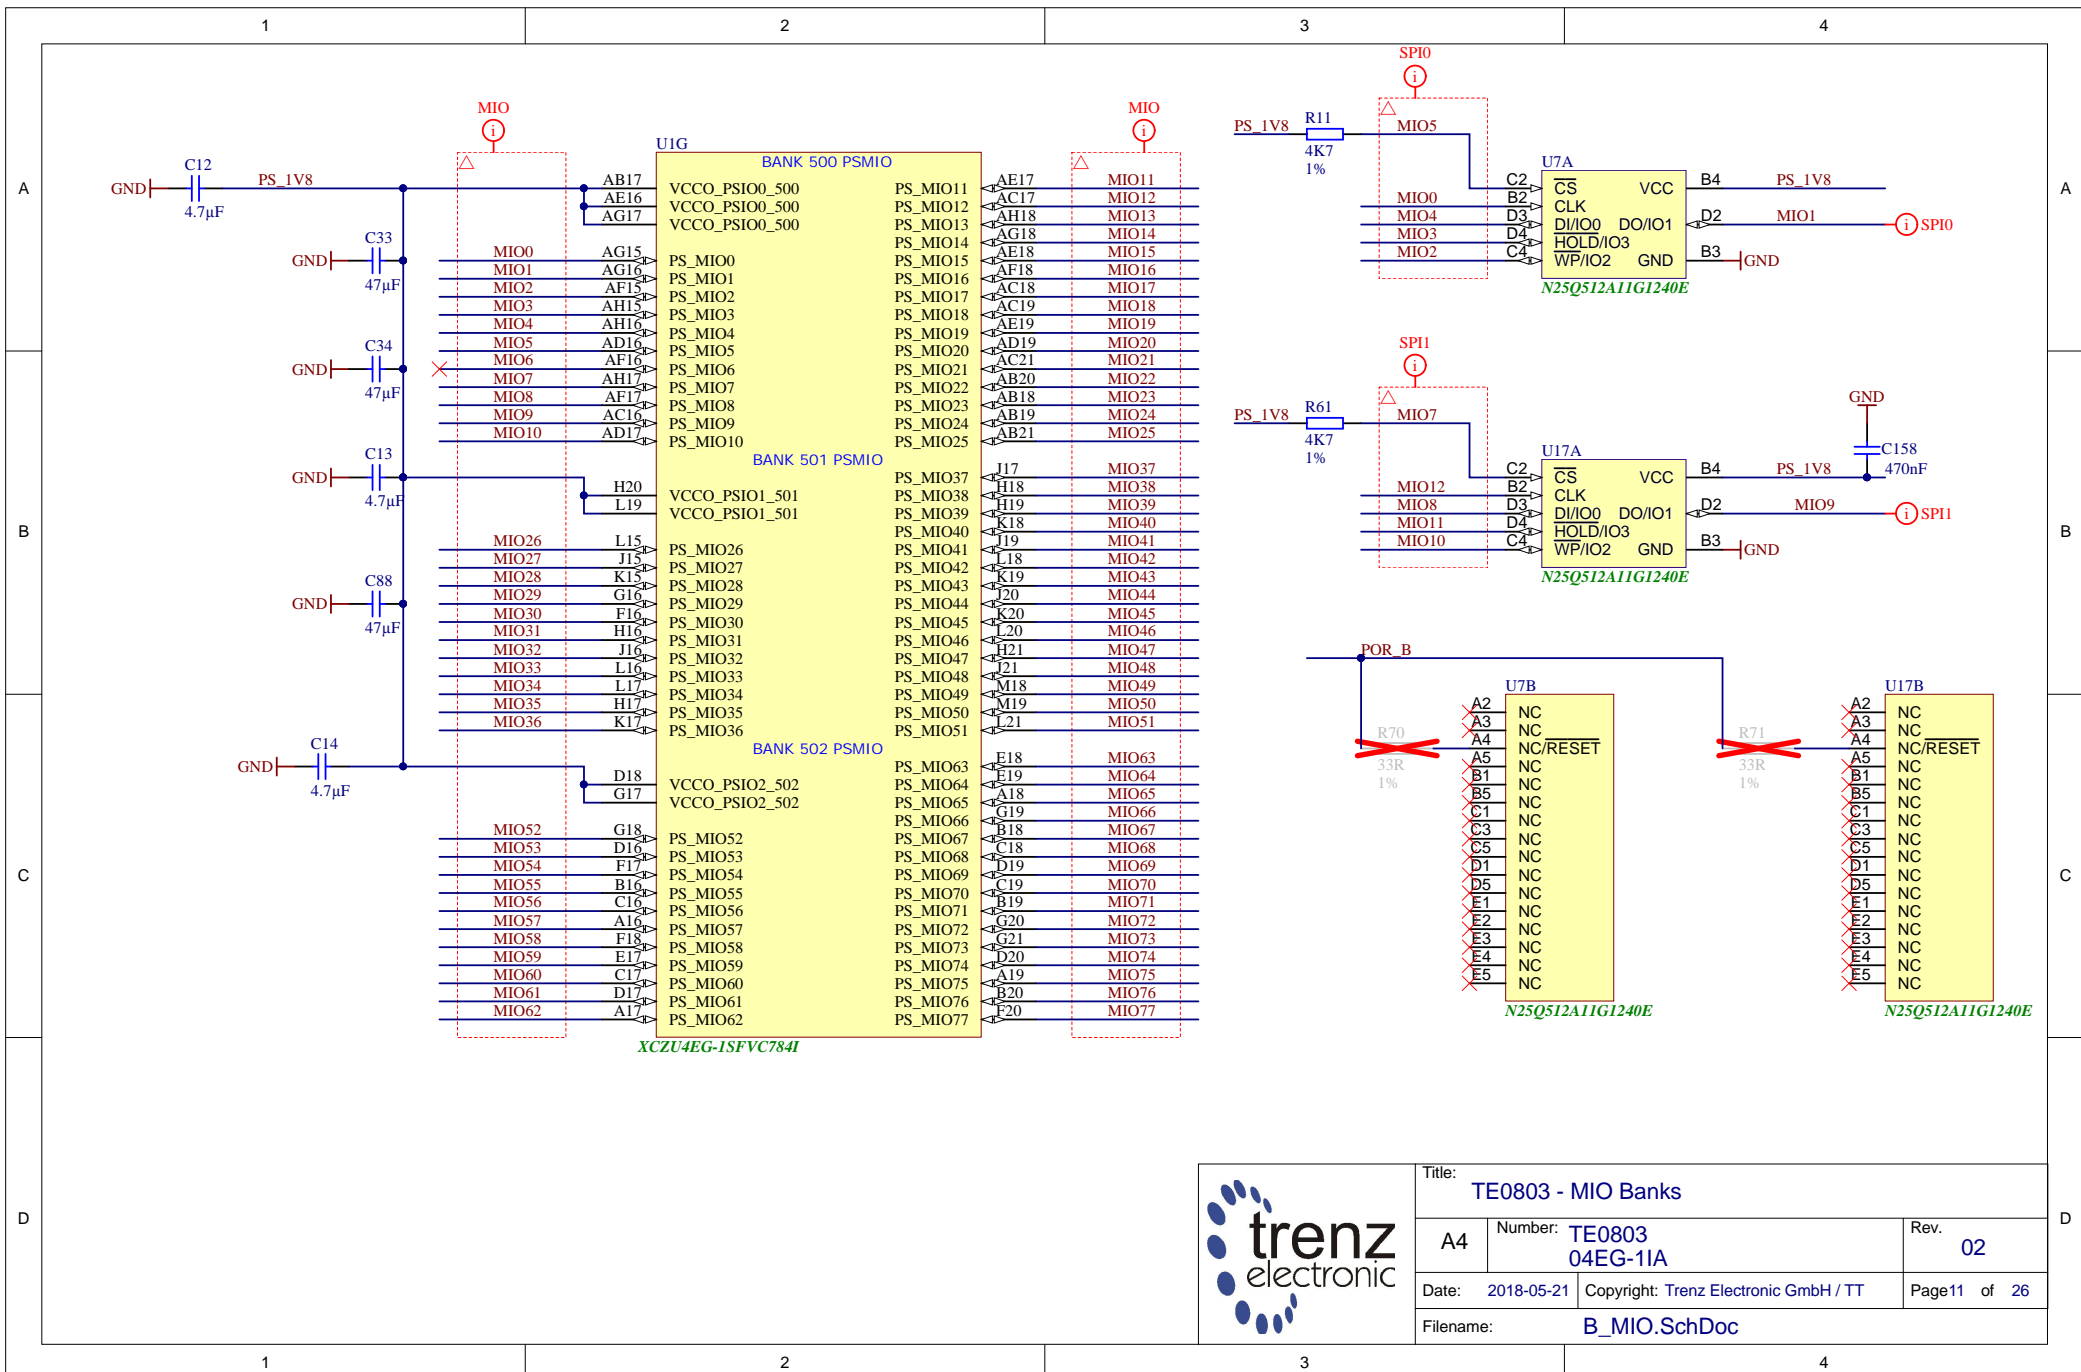 1 2 3 4
A A
B B
C C
D D
1 2 3 4
MIO
i
MIO
i
C12
4.7µF
GND
PS_1V8
C33
47µF
GND
C34
47µF
GND
C13
4.7µF
GND
C88
47µF
GND
C14
4.7µF
GND
U1G
BANK 500 PSMIO
AB17 VCCO_PSIO0_500
AE16 VCCO_PSIO0_500
AG17 VCCO_PSIO0_500
MIO0 AG15 PS_MIO0
MIO1 AG16 PS_MIO1
MIO2 AF15 PS_MIO2
MIO3 AH15 PS_MIO3
MIO4 AH16 PS_MIO4
MIO5 AD16 PS_MIO5
MIO6 AF16 PS_MIO6
MIO7 AH17 PS_MIO7
MIO8 AF17 PS_MIO8
MIO9 AC16 PS_MIO9
MIO10 AD17 PS_MIO10
PS_MIO11 AE17 MIO11
PS_MIO12 AC17 MIO12
PS_MIO13 AH18 MIO13
PS_MIO14 AG18 MIO14
PS_MIO15 AE18 MIO15
PS_MIO16 AF18 MIO16
PS_MIO17 AC18 MIO17
PS_MIO18 AC19 MIO18
PS_MIO19 AE19 MIO19
PS_MIO20 AD19 MIO20
PS_MIO21 AC21 MIO21
PS_MIO22 AB20 MIO22
PS_MIO23 AB18 MIO23
PS_MIO24 AB19 MIO24
PS_MIO25 AB21 MIO25
BANK 501 PSMIO
H20 VCCO_PSIO1_501
L19 VCCO_PSIO1_501
MIO26 L15 PS_MIO26
MIO27 J15 PS_MIO27
MIO28 K15 PS_MIO28
MIO29 G16 PS_MIO29
MIO30 F16 PS_MIO30
MIO31 H16 PS_MIO31
MIO32 J16 PS_MIO32
MIO33 L16 PS_MIO33
MIO34 L17 PS_MIO34
MIO35 H17 PS_MIO35
MIO36 K17 PS_MIO36
PS_MIO37 J17 MIO37
PS_MIO38 H18 MIO38
PS_MIO39 H19 MIO39
PS_MIO40 K18 MIO40
PS_MIO41 J19 MIO41
PS_MIO42 L18 MIO42
PS_MIO43 K19 MIO43
PS_MIO44 J20 MIO44
PS_MIO45 K20 MIO45
PS_MIO46 L20 MIO46
PS_MIO47 H21 MIO47
PS_MIO48 J21 MIO48
PS_MIO49 M18 MIO49
PS_MIO50 M19 MIO50
PS_MIO51 L21 MIO51
BANK 502 PSMIO
D18 VCCO_PSIO2_502
G17 VCCO_PSIO2_502
MIO52 G18 PS_MIO52
MIO53 D16 PS_MIO53
MIO54 F17 PS_MIO54
MIO55 B16 PS_MIO55
MIO56 C16 PS_MIO56
MIO57 A16 PS_MIO57
MIO58 F18 PS_MIO58
MIO59 E17 PS_MIO59
MIO60 C17 PS_MIO60
MIO61 D17 PS_MIO61
MIO62 A17 PS_MIO62
PS_MIO63 E18 MIO63
PS_MIO64 E19 MIO64
PS_MIO65 A18 MIO65
PS_MIO66 G19 MIO66
PS_MIO67 B18 MIO67
PS_MIO68 C18 MIO68
PS_MIO69 D19 MIO69
PS_MIO70 C19 MIO70
PS_MIO71 B19 MIO71
PS_MIO72 G20 MIO72
PS_MIO73 G21 MIO73
PS_MIO74 D20 MIO74
PS_MIO75 A19 MIO75
PS_MIO76 B20 MIO76
PS_MIO77 F20 MIO77
XCZU4EG-1SFVC784I
SPI0
i
PS_1V8 R11 MIO5
4K7
1%
U7A
C2 CS VCC B4 PS_1V8
MIO0 B2 CLK
MIO4 D3 DI/IO0 DO/IO1 D2 MIO1 i SPI0
MIO3 D4 HOLD/IO3
MIO2 C4 WP/IO2 GND B3 GND
N25Q512A11G1240E
SPI1
i
PS_1V8 R61 MIO7
4K7
1%
GND
C158
470nF
U17A
C2 CS VCC B4 PS_1V8
MIO12 B2 CLK
MIO8 D3 DI/IO0 DO/IO1 D2 MIO9 i SPI1
MIO11 D4 HOLD/IO3
MIO10 C4 WP/IO2 GND B3 GND
N25Q512A11G1240E
POR_B
R70
33R
1%
U7B
A2 NC
A3 NC
A4 NC/RESET
A5 NC
B1 NC
B5 NC
C1 NC
C3 NC
C5 NC
D1 NC
D5 NC
E1 NC
E2 NC
E3 NC
E4 NC
E5 NC
N25Q512A11G1240E
R71
33R
1%
U17B
A2 NC
A3 NC
A4 NC/RESET
A5 NC
B1 NC
B5 NC
C1 NC
C3 NC
C5 NC
D1 NC
D5 NC
E1 NC
E2 NC
E3 NC
E4 NC
E5 NC
N25Q512A11G1240E
trenz
electronic
Title:
TE0803 - MIO Banks
A4 Number: TE0803
04EG-1IA
Rev.
02
Date: 2018-05-21 Copyright: Trenz Electronic GmbH / TT Page11 of 26
Filename: B_MIO.SchDoc